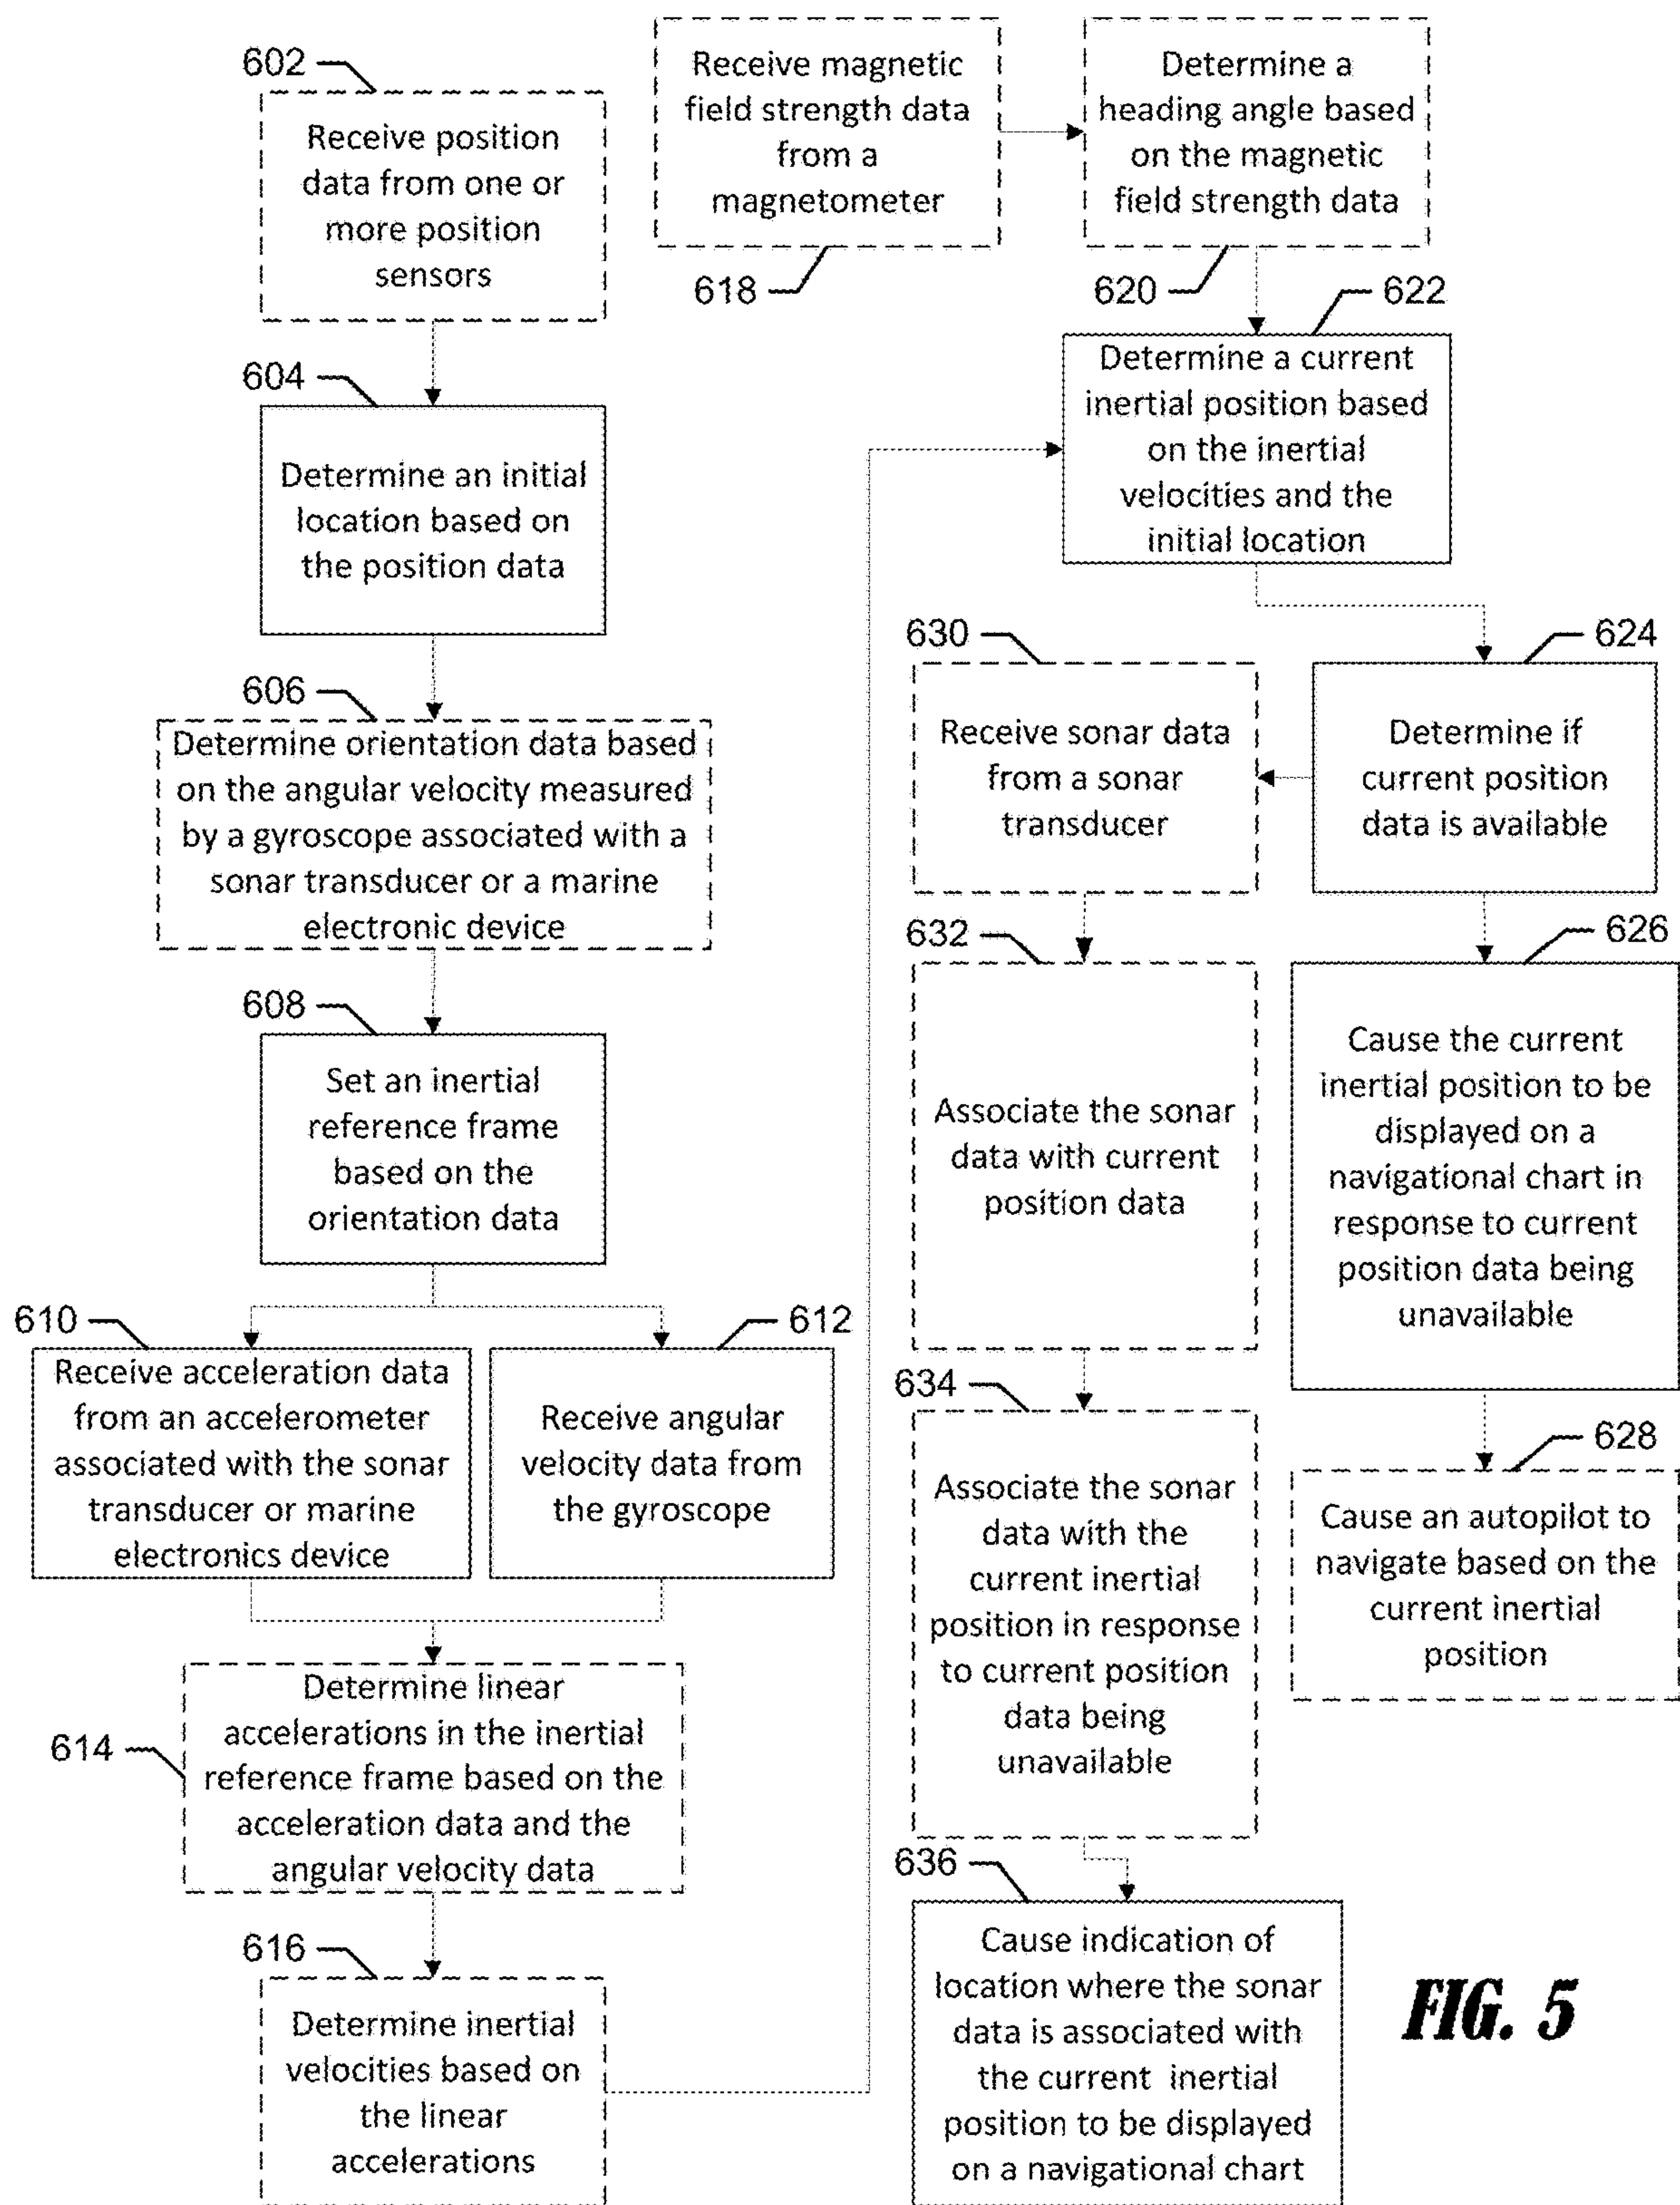 602
Receive position
data from one or
more position
sensors
604
Determine an initial
location based on
the position data
606
Determine orientation data based
on the angular velocity measured
by a gyroscope associated with a
sonar transducer or a marine
electronic device
608
Set an inertial
reference frame
based on the
orientation data
610
Receive acceleration data
from an accelerometer
associated with the sonar
transducer or marine
electronics device
612
Receive angular
velocity data from
the gyroscope
614
Determine linear
accelerations in the inertial
reference frame based on the
acceleration data and the
angular velocity data
616
Determine inertial
velocities based on
the linear
accelerations
Receive magnetic
field strength data
from a
magnetometer
618
Determine a
heading angle based
on the magnetic
field strength data
620
622
Determine a current
inertial position based
on the inertial
velocities and the
initial location
624
Determine if
current position
data is available
626
Cause the current
inertial position to be
displayed on a
navigational chart in
response to current
position data being
unavailable
628
Cause an autopilot to
navigate based on the
current inertial
position
630
Receive sonar data
from a sonar
transducer
632
Associate the sonar
data with current
position data
634
Associate the sonar
data with the
current inertial
position in response
to current position
data being
unavailable
636
Cause indication of
location where the sonar
data is associated with
the current inertial
position to be displayed
on a navigational chart
FIG. 5